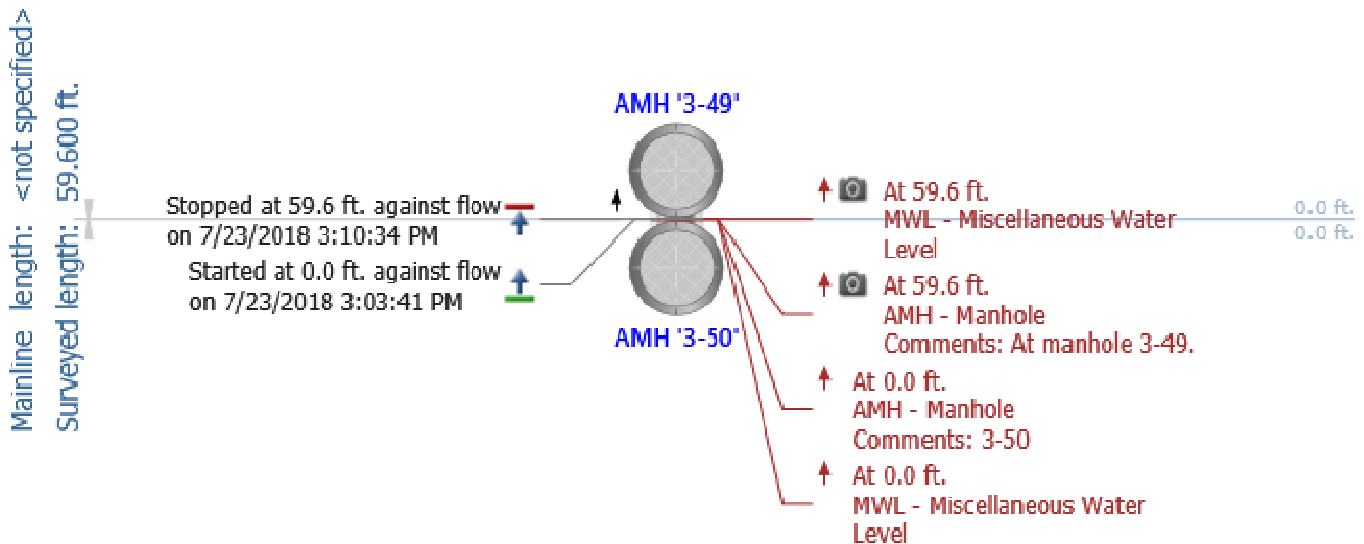 Mainline length: <not specified>
Surveyed length: 59.600 ft.
AMH '3-49'
Stopped at 59.6 ft. against flow
on 7/23/2018 3:10:34 PM
Started at 0.0 ft. against flow
on 7/23/2018 3:03:41 PM
AMH '3-50'
At 59.6 ft.
MWL - Miscellaneous Water
Level
At 59.6 ft.
AMH - Manhole
Comments: At manhole 3-49.
At 0.0 ft.
AMH - Manhole
Comments: 3-50
At 0.0 ft.
MWL - Miscellaneous Water
Level
0.0 ft.
0.0 ft.